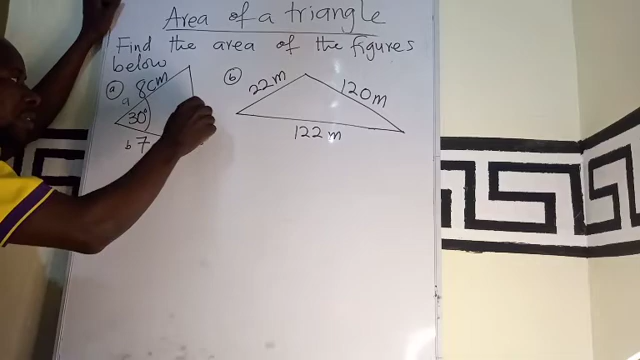 Area of a triangle
Find the area of the figures
below
a 8cm
a
30°
b 7
b 22m 120m
122 m